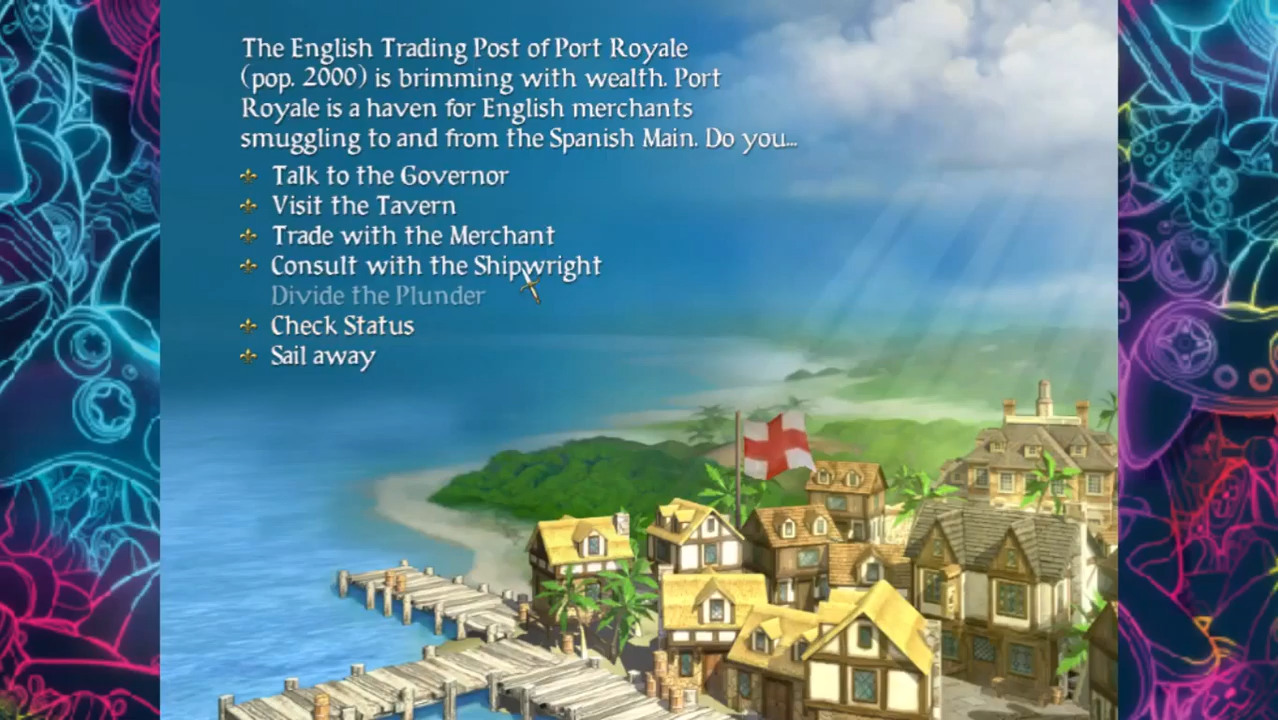 The English Trading Post of Port Royale
(pop. 2000) is brimming with wealth. Port
Royale is a haven for English merchants
smuggling to and from the Spanish Main. Do you...
Talk to the Governor
Visit the Tavern
Trade with the Merchant
Consult with the Shipwright
Divide the Plunder
Check Status
Sail away